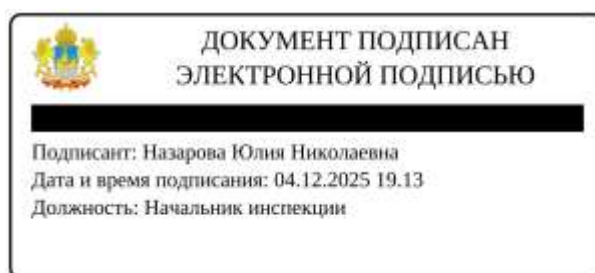 ДОКУМЕНТ ПОДПИСАН
ЭЛЕКТРОННОЙ ПОДПИСЬЮ
Подписант: Назарова Юлия Николаевна
Дата и время подписания: 04.12.2025 19.13
Должность: Начальник инспекции